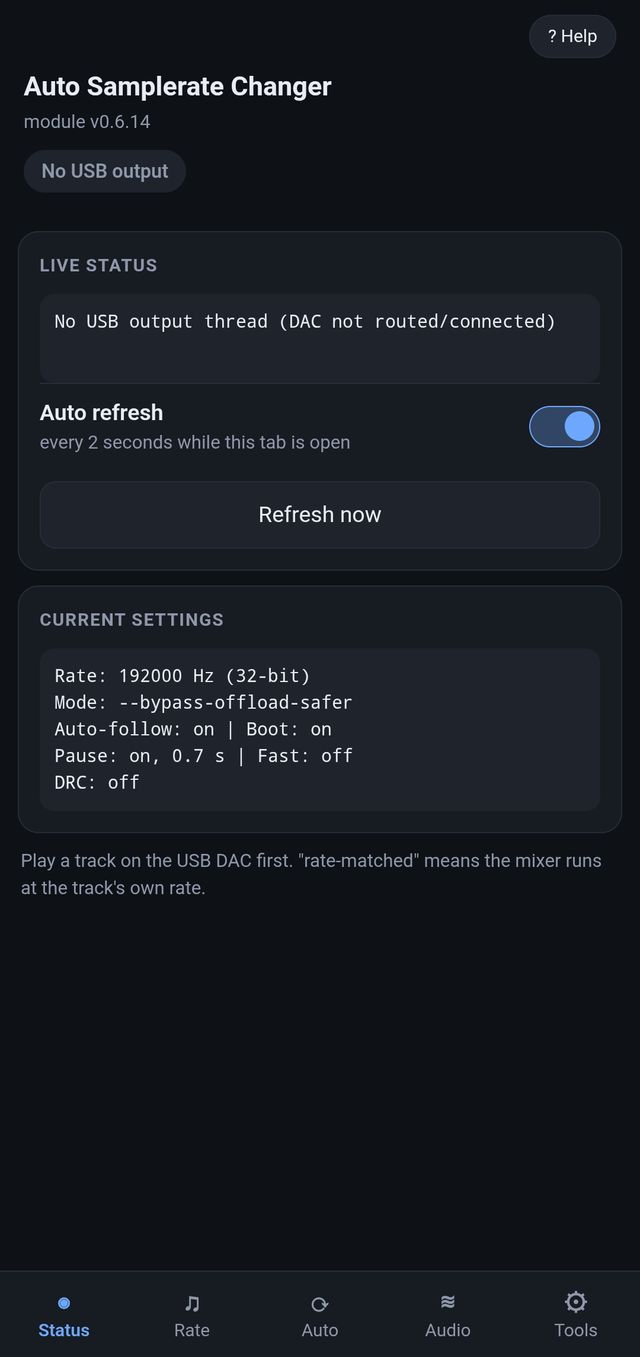 ? Help
Auto Samplerate Changer
module v0.6.14
No USB output
LIVE STATUS
No USB output thread (DAC not routed/connected)
Auto refresh
every 2 seconds while this tab is open
Refresh now
CURRENT SETTINGS
Rate: 192000 Hz (32-bit)
Mode: --bypass-offload-safer
Auto-follow: on | Boot: on
Pause: on, 0.7 s | Fast: off
DRC: off
Play a track on the USB DAC first. "rate-matched" means the mixer runs
at the track's own rate.
Status
Rate
Auto
Audio
Tools